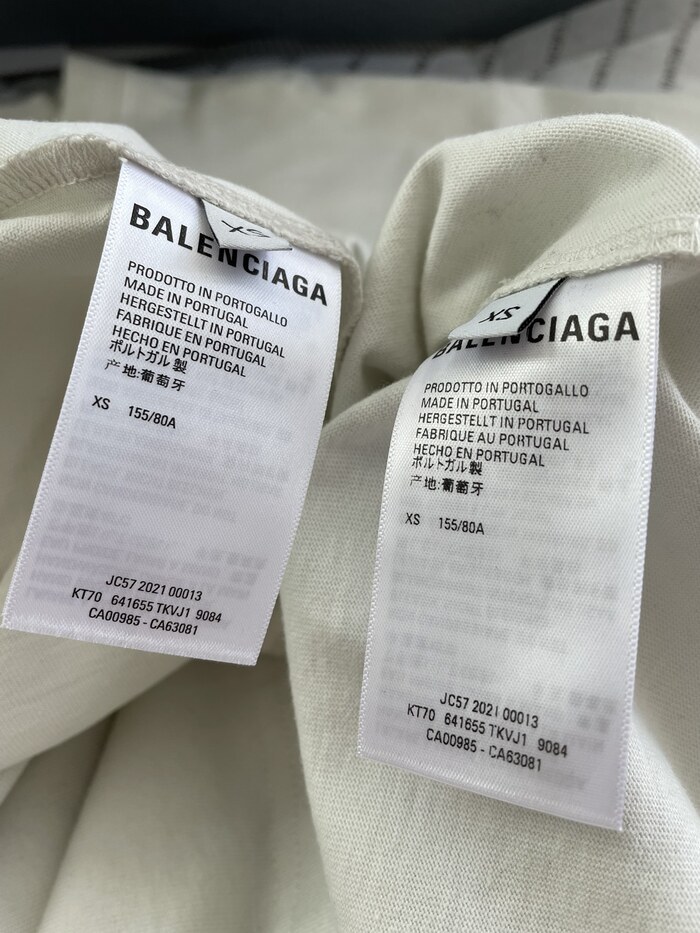 XS
BALENCIAGA
PRODOTTO IN PORTOGALLO
MADE IN PORTUGAL
HERGESTELLT IN PORTUGAL
FABRIQUE EN PORTUGAL
HECHO EN PORTUGAL
ポルトガル製
产地:葡萄牙
XS 155/80A
JC57 2021 00013
KT70 641655 TKVJ1 9084
CA00985 - CA63081
XS
BALENCIAGA
PRODOTTO IN PORTOGALLO
MADE IN PORTUGAL
HERGESTELLT IN PORTUGAL
FABRIQUE AU PORTUGAL
HECHO EN PORTUGAL
ポルトガル製
产地:葡萄牙
XS 155/80A
JC57 2021 00013
KT70 641655 TKVJ1 9084
CA00985 - CA63081